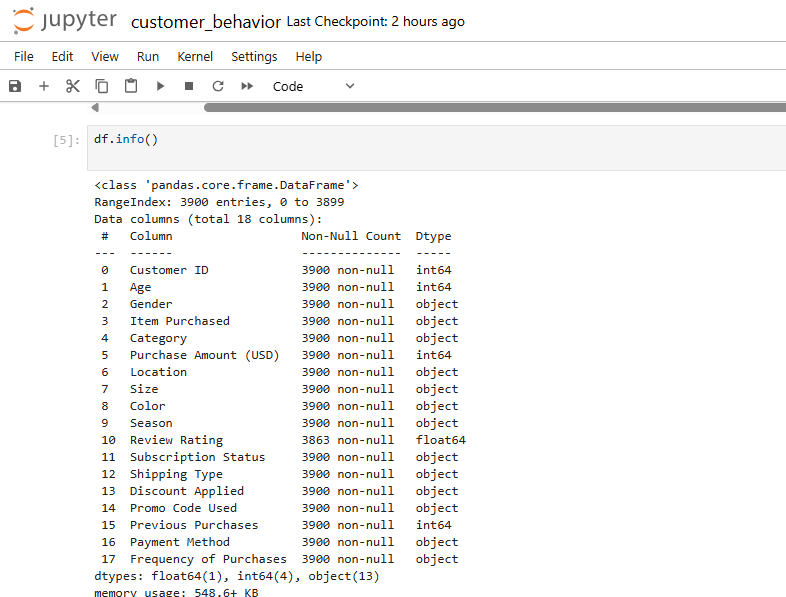 jupyter customer_behavior Last Checkpoint: 2 hours ago
File Edit View Run Kernel Settings Help
Code
[5]: df.info()
<class 'pandas.core.frame.DataFrame'>
RangeIndex: 3900 entries, 0 to 3899
Data columns (total 18 columns):
 #   Column                  Non-Null Count  Dtype
---  ------                  --------------  -----
 0   Customer ID             3900 non-null   int64
 1   Age                     3900 non-null   int64
 2   Gender                  3900 non-null   object
 3   Item Purchased          3900 non-null   object
 4   Category                3900 non-null   object
 5   Purchase Amount (USD)   3900 non-null   int64
 6   Location                3900 non-null   object
 7   Size                    3900 non-null   object
 8   Color                   3900 non-null   object
 9   Season                  3900 non-null   object
 10  Review Rating           3863 non-null   float64
 11  Subscription Status     3900 non-null   object
 12  Shipping Type           3900 non-null   object
 13  Discount Applied        3900 non-null   object
 14  Promo Code Used         3900 non-null   object
 15  Previous Purchases      3900 non-null   int64
 16  Payment Method          3900 non-null   object
 17  Frequency of Purchases  3900 non-null   object
dtypes: float64(1), int64(4), object(13)
memory usage: 548.6+ KB